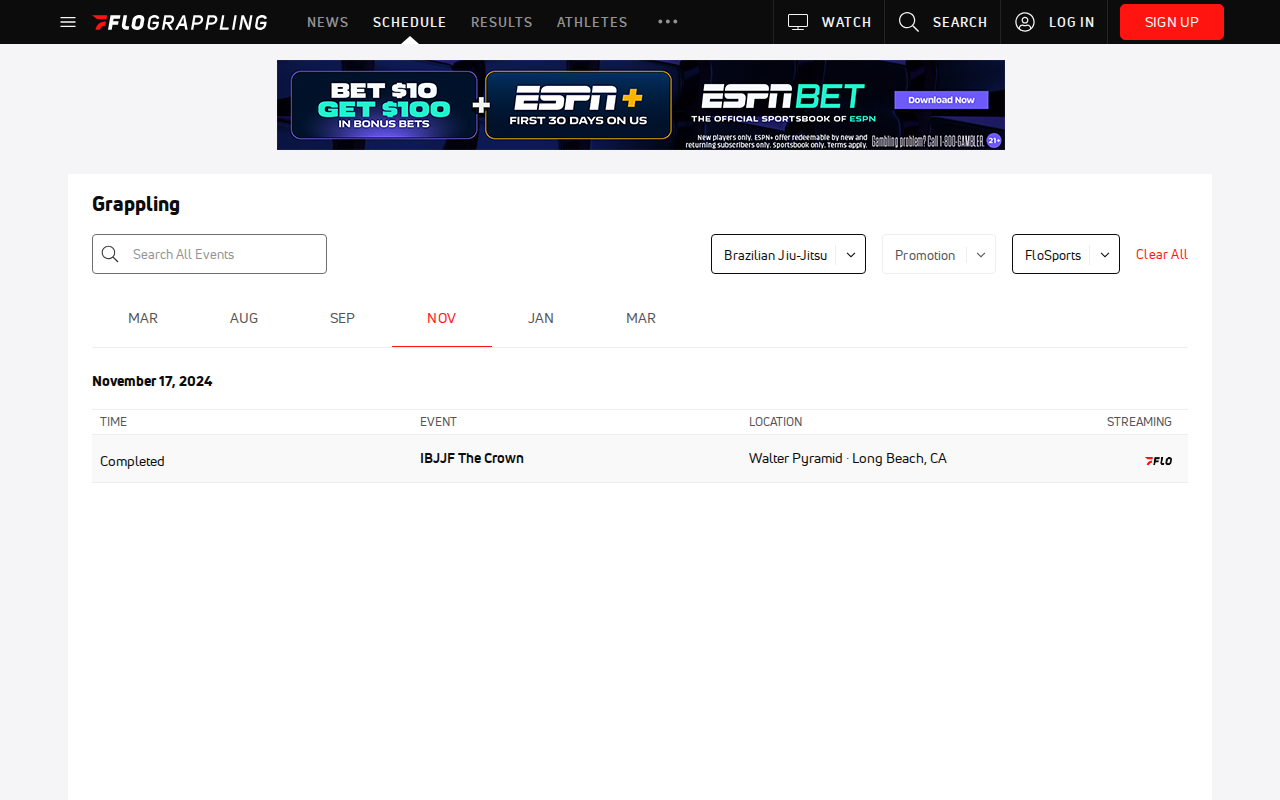 FLOGRAPPLING NEWS SCHEDULE RESULTS ATHLETES WATCH SEARCH LOG IN SIGN UP
BET $10
GET $100
IN BONUS BETS
+
ESPN+
FIRST 30 DAYS ON US
ESPN BET
THE OFFICIAL SPORTSBOOK OF ESPN
Download Now
New players only. ESPN+ offer redeemable by new and
returning subscribers only. Sportsbook only. Terms apply.
Gambling problem? Call 1-800-GAMBLER.
21+
Grappling
Search All Events Brazilian Jiu-Jitsu Promotion FloSports Clear All
MAR AUG SEP NOV JAN MAR
November 17, 2024
TIME EVENT LOCATION STREAMING
Completed IBJJF The Crown Walter Pyramid · Long Beach, CA FLO